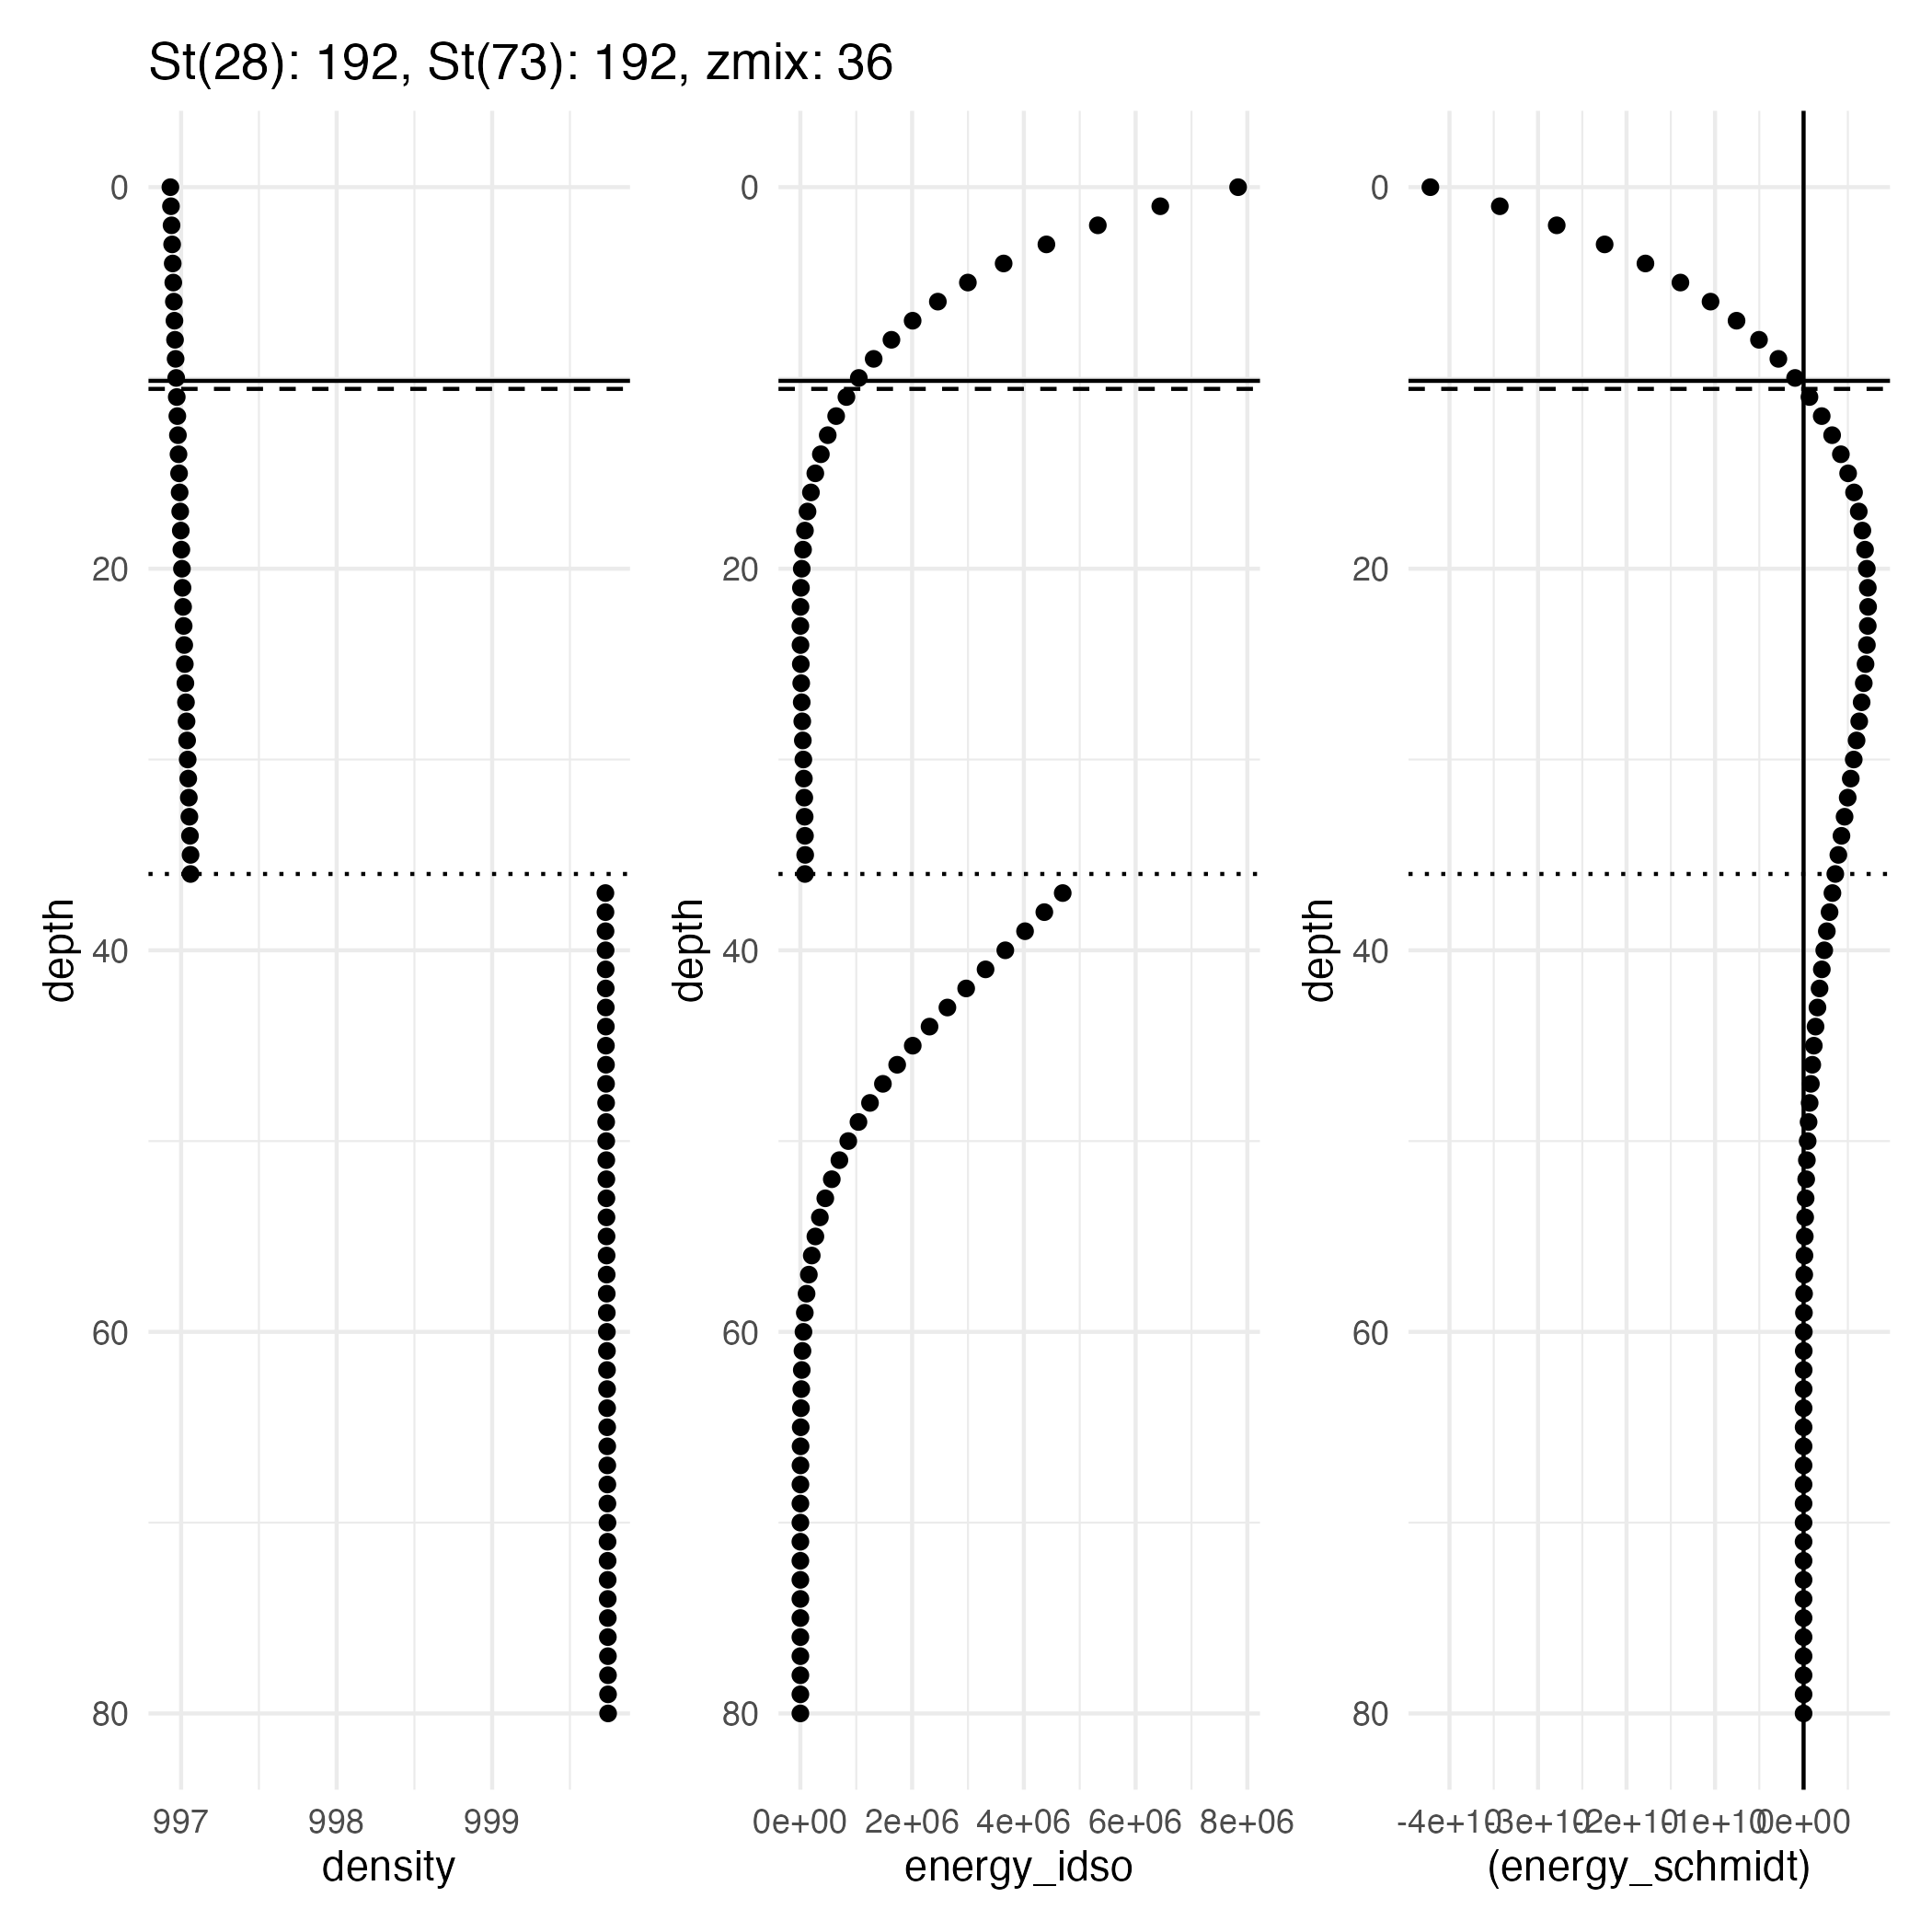 St(28): 192, St(73): 192, zmix: 36
0
20
40
60
80
depth
997
998
999
density
0
20
40
60
80
depth
0e+00
2e+06
4e+06
6e+06
8e+06
energy_idso
0
20
40
60
80
depth
-4e+10
-3e+10
-2e+10
-1e+10
0e+00
(energy_schmidt)